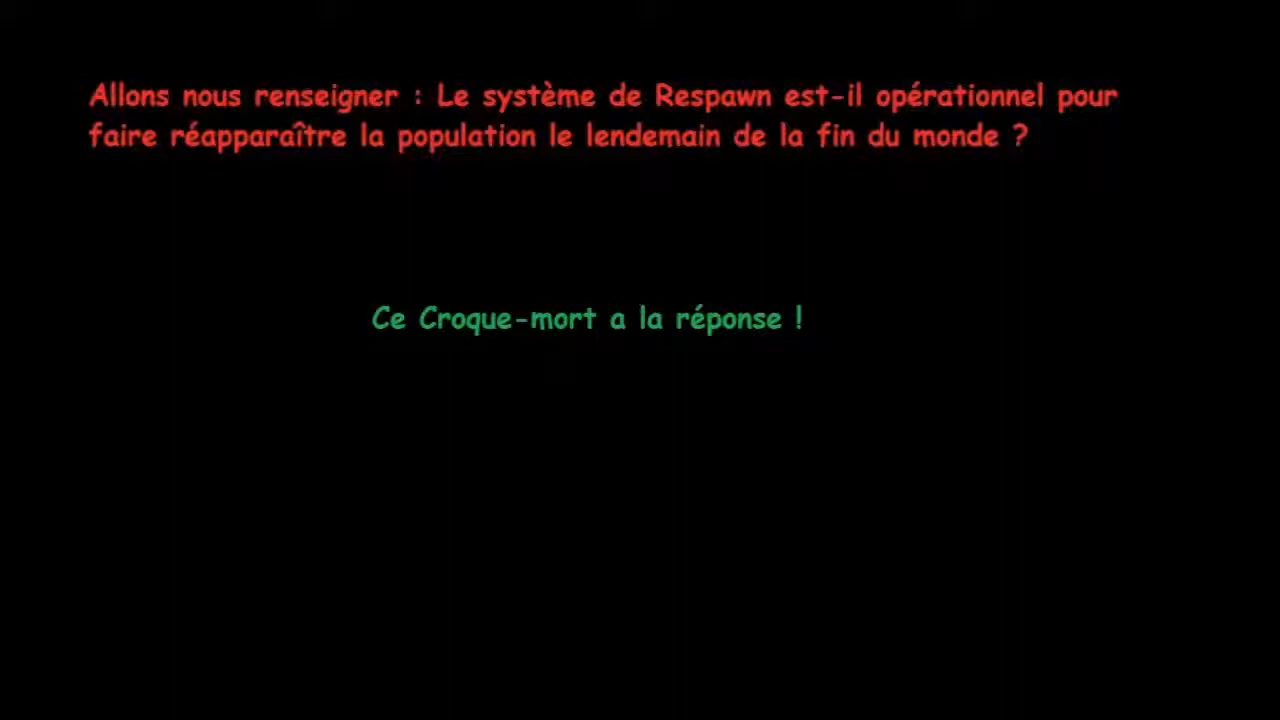 Allons nous renseigner : Le système de Respawn est-il opérationnel pour
faire réapparaître la population le lendemain de la fin du monde ?
Ce Croque-mort a la réponse !